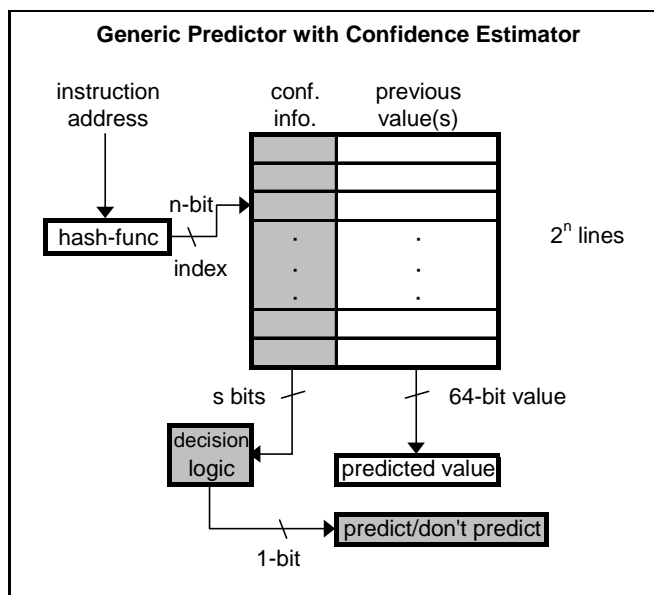 Generic Predictor with Confidence Estimator
instruction
address
conf.
info.
previous
value(s)
n-bit
hash-func
index
2ⁿ lines
s bits
64-bit value
decision
logic
predicted value
predict/don't predict
1-bit